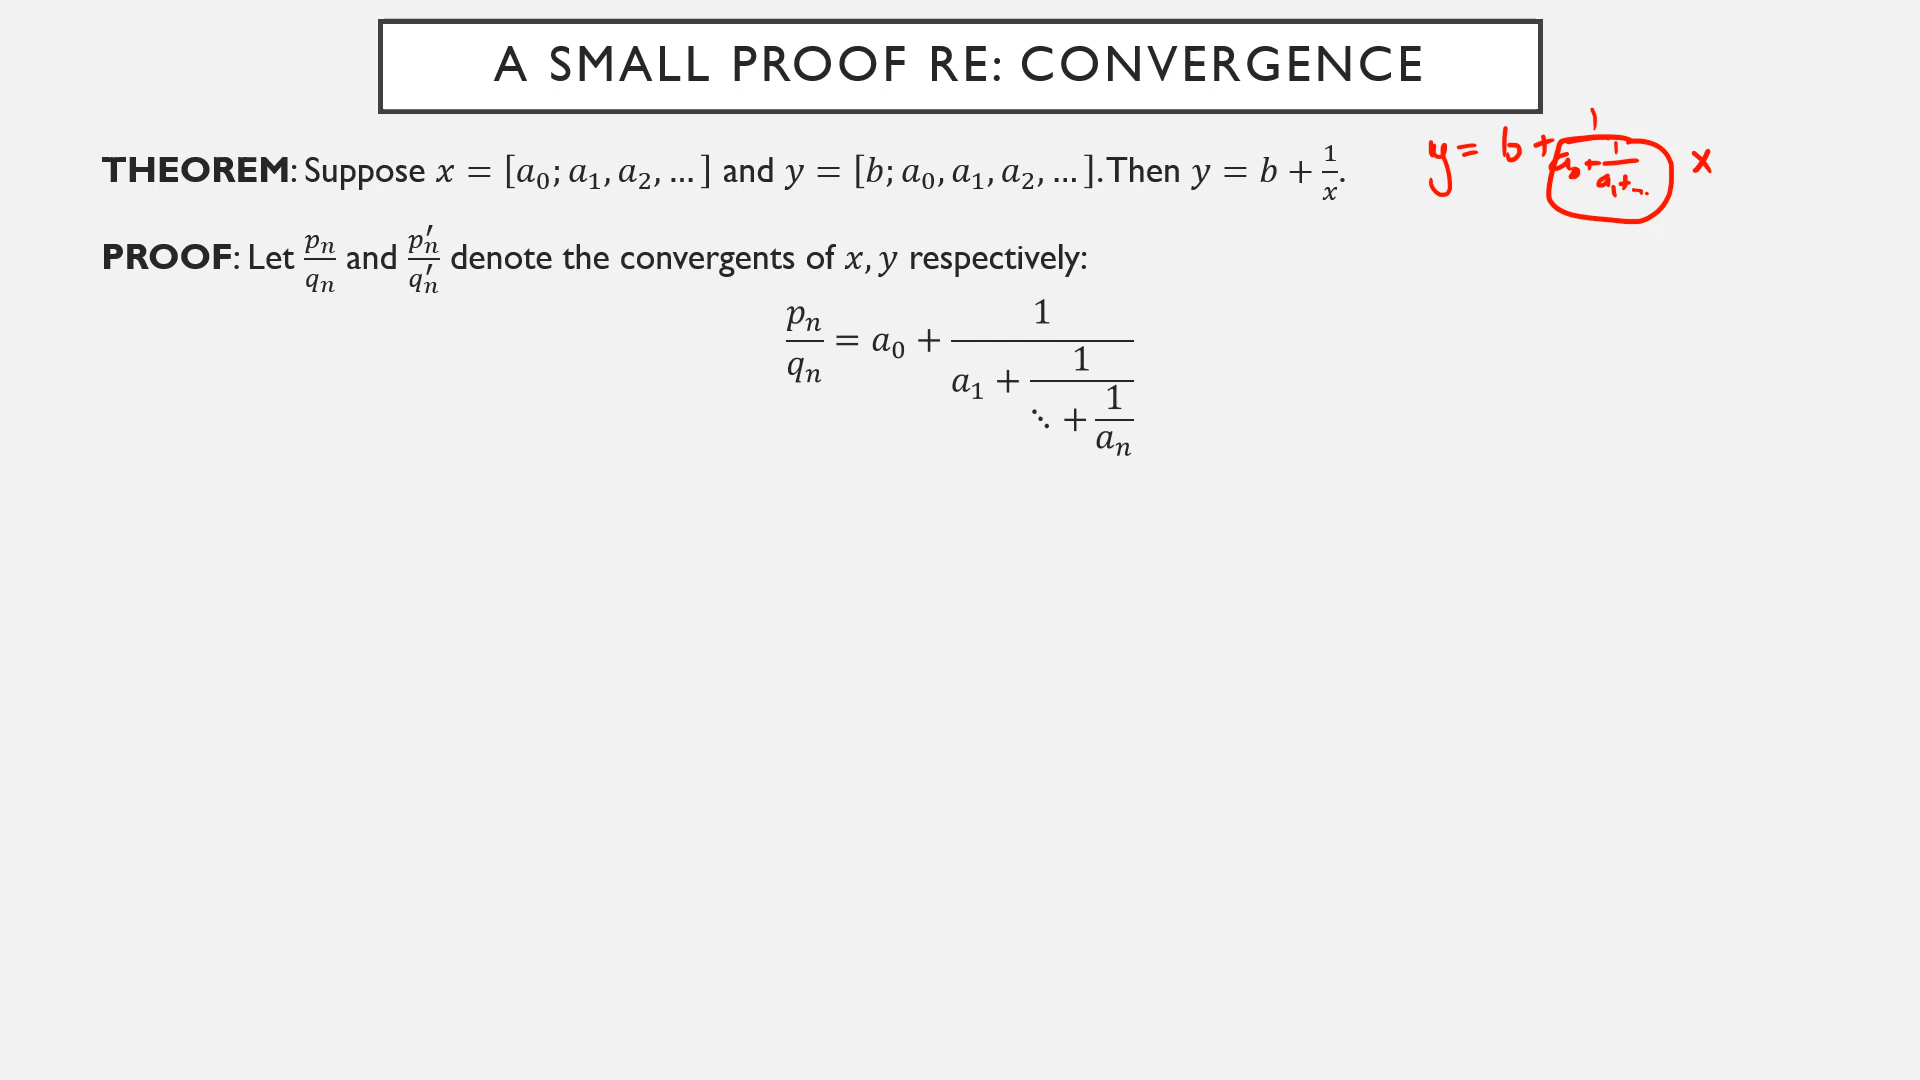 A SMALL PROOF RE: CONVERGENCE
THEOREM: Suppose x = [a₀; a₁, a₂, … ] and y = [b; a₀, a₁, a₂, … ]. Then y = b + 1/x.
y = b + 1/(a₀ + 1/(a₁ + ...)) x
PROOF: Let pₙ/qₙ and p′ₙ/q′ₙ denote the convergents of x, y respectively:
pₙ/qₙ = a₀ + 1/(a₁ + 1/(⋱ + 1/aₙ))